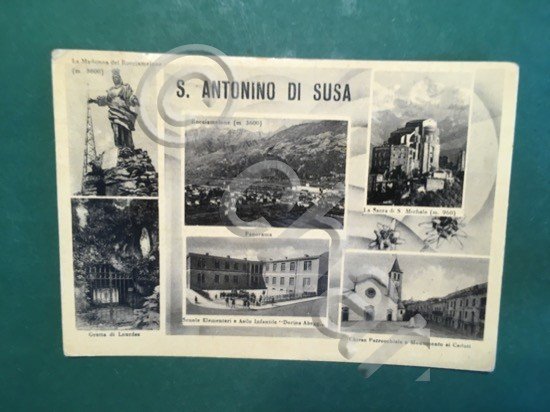 La Madonna del Rocciamelone
(m. 3600)
S. ANTONINO DI SUSA
Rocciamelone (m. 3600)
La Sacra di S. Michele (m. 960)
Panorama
Grotta di Lourdes
Scuole Elementari e Asilo Infantile "Dorina
Chiesa Parrocchiale e Monumento ai Caduti